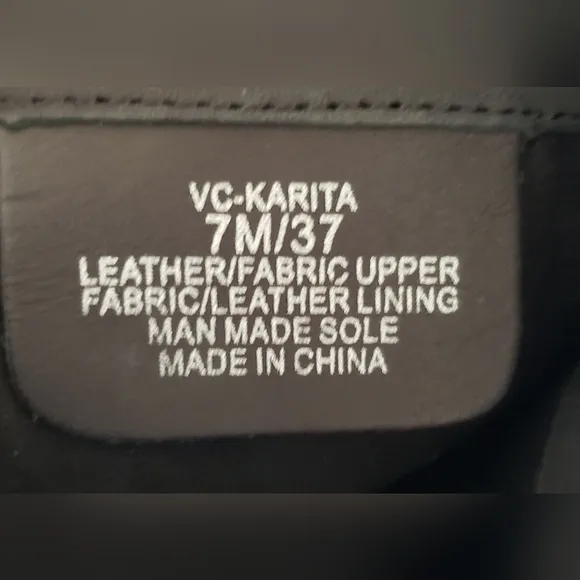 VC-KARITA
7M/37
LEATHER/FABRIC UPPER
FABRIC/LEATHER LINING
MAN MADE SOLE
MADE IN CHINA